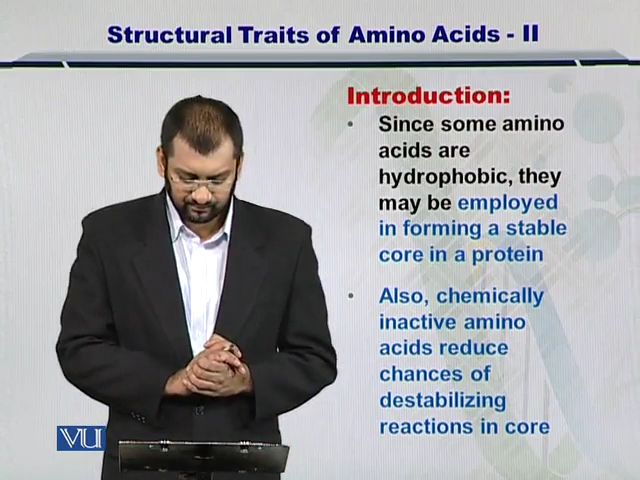 Structural Traits of Amino Acids - II
Introduction:
• Since some amino
acids are
hydrophobic, they
may be employed
in forming a stable
core in a protein
• Also, chemically
inactive amino
acids reduce
chances of
destabilizing
reactions in core
VU